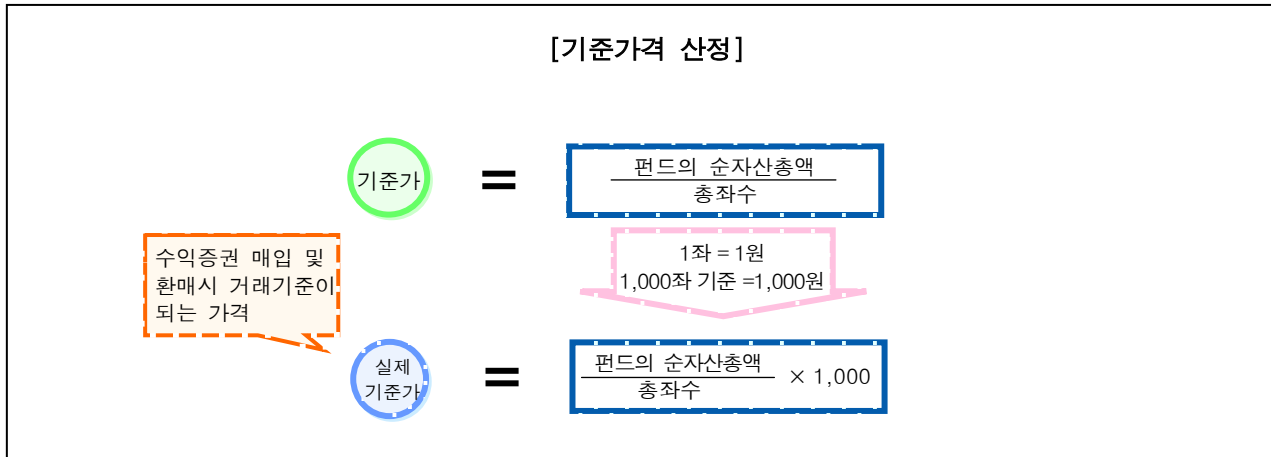 [기준가격 산정]
기준가
=
펀드의 순자산총액
총좌수
1좌 = 1원
1,000좌 기준 =1,000원
수익증권 매입 및
환매시 거래기준이
되는 가격
실제
기준가
=
펀드의 순자산총액
총좌수
× 1,000